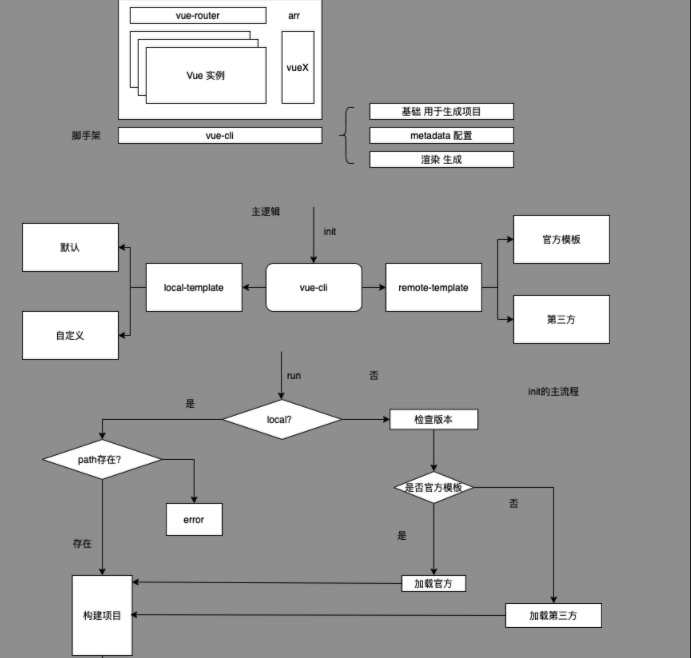 vue-router
arr
Vue 实例
vueX
脚手架
vue-cli
基础 用于生成项目
metadata 配置
渲染 生成
主逻辑
init
默认
自定义
local-template
vue-cli
remote-template
官方模板
第三方
run
否
init的主流程
是
local?
检查版本
path存在?
是否官方模板
error
否
是
存在
加载官方
构建项目
加载第三方